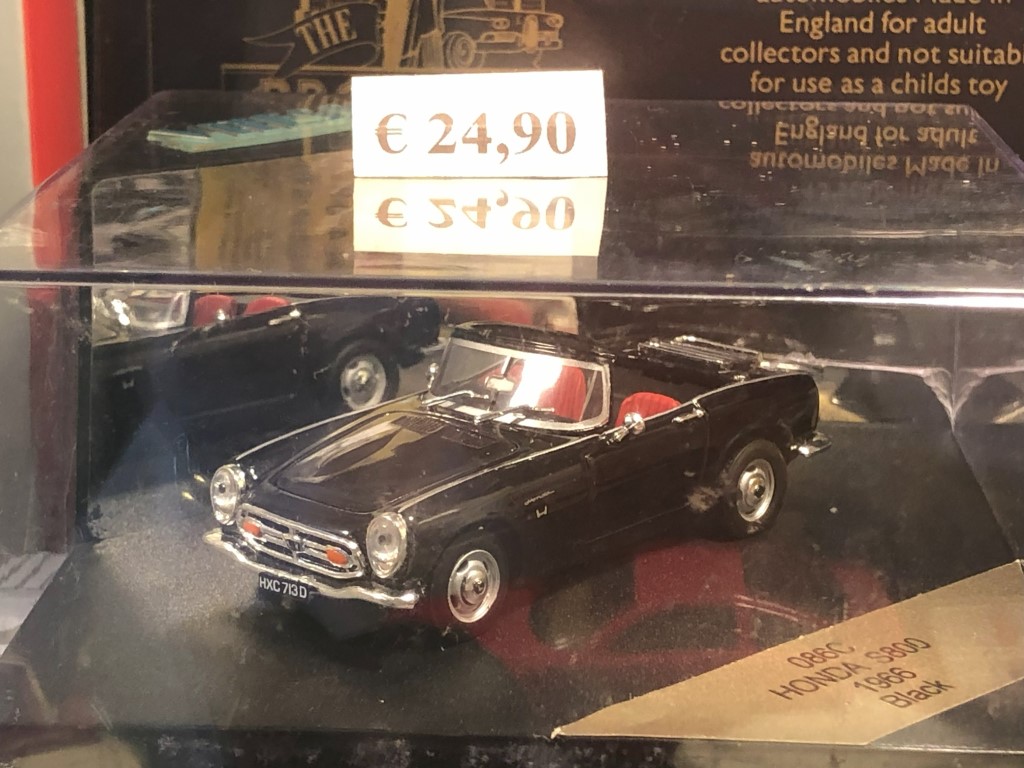 THE
England for adult
collectors and not suitab
for use as a childs toy
€ 24,90
HXC 713D
086C
HONDA S800
1966
Black